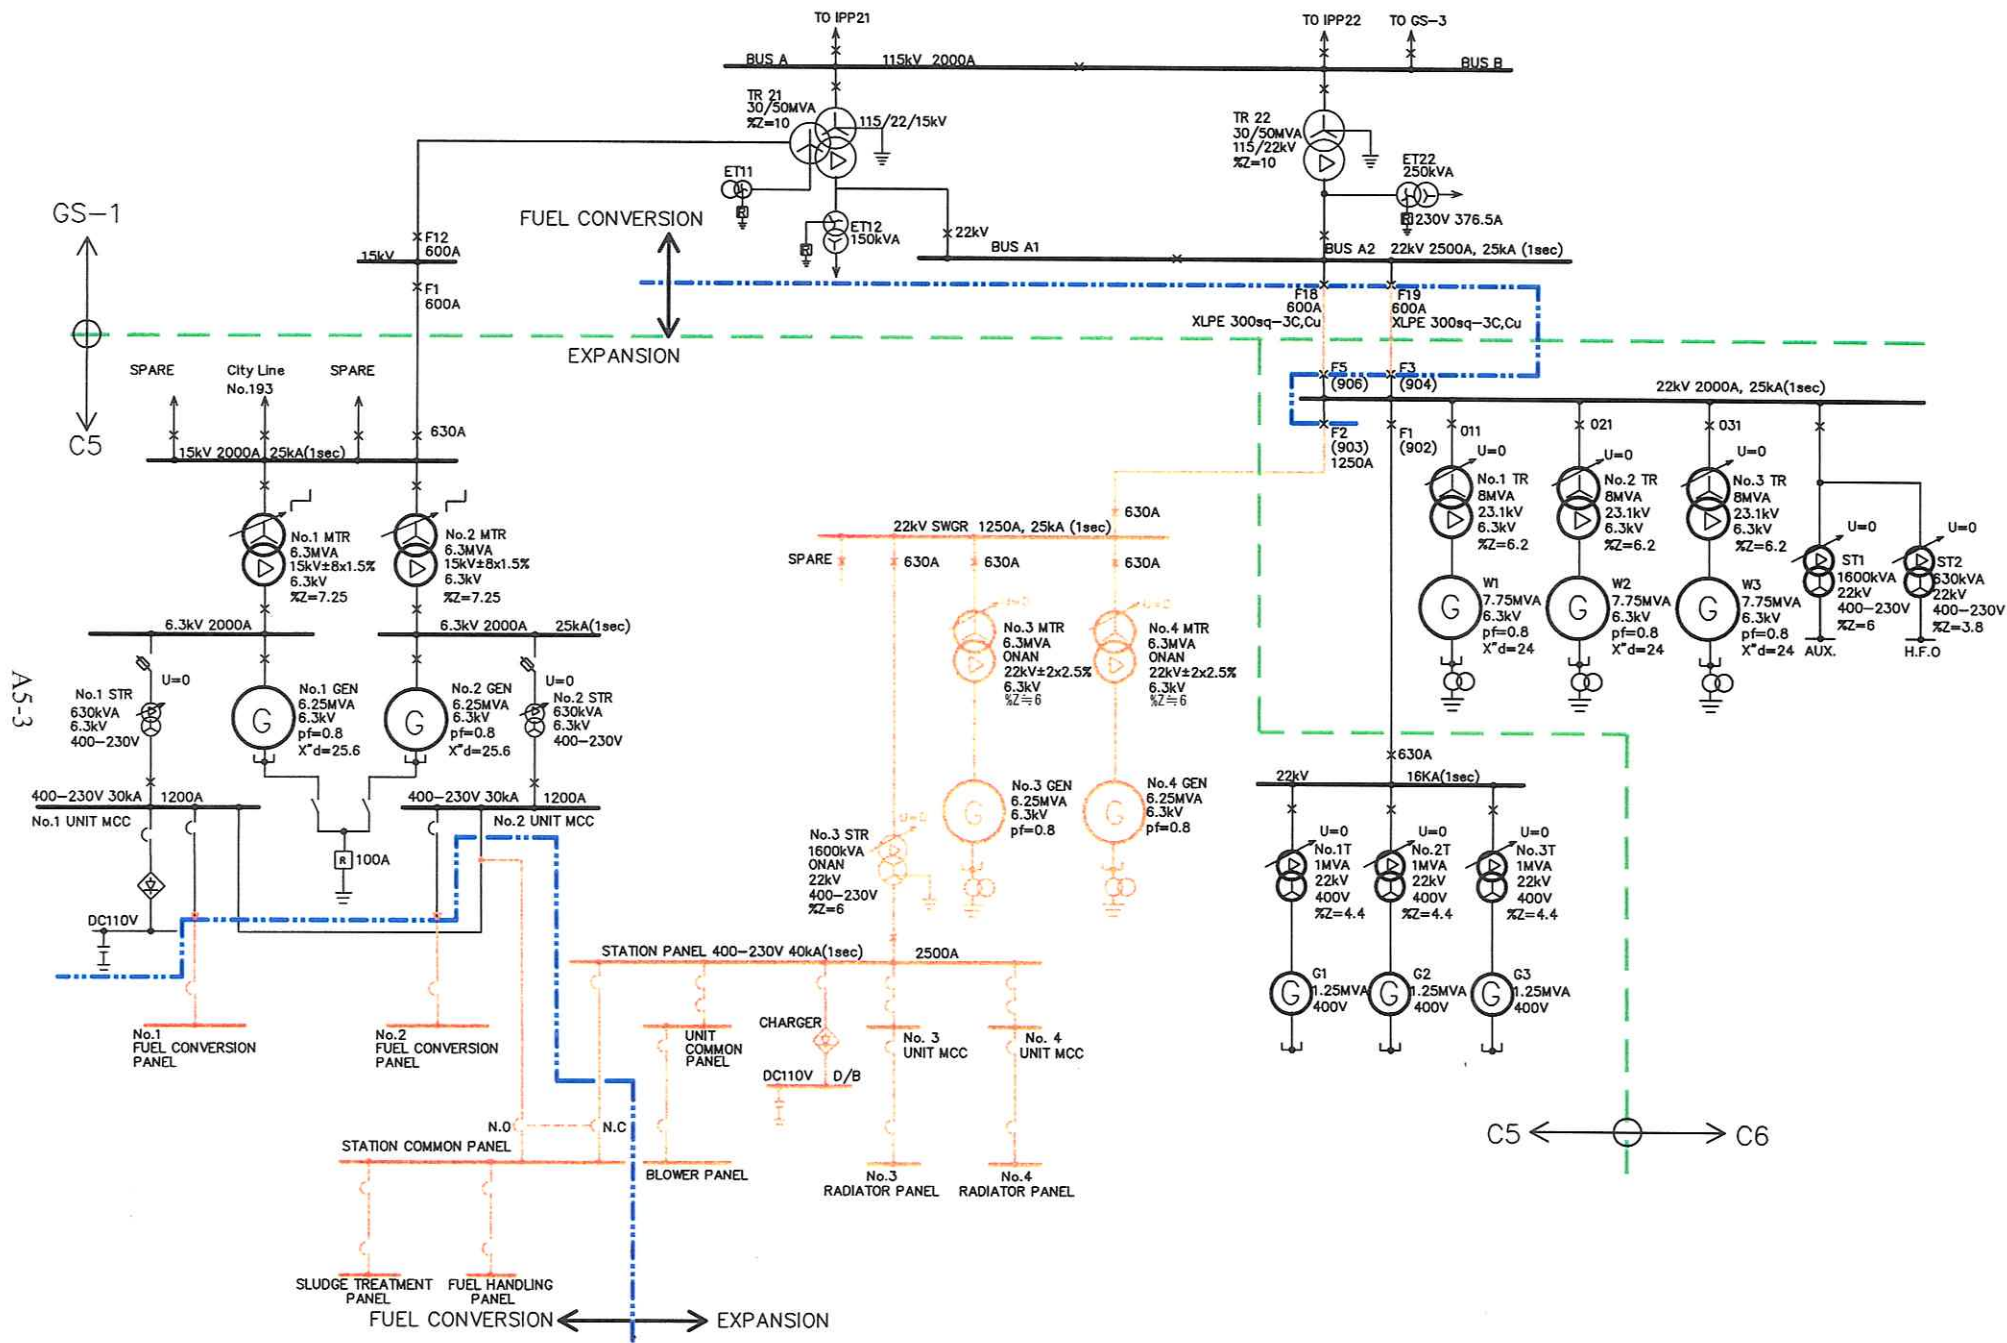 TO IPP21
TO IPP22
TO GS-3
BUS A
115kV 2000A
BUS B
TR 21
30/50MVA
%Z=10
115/22/15kV
TR 22
30/50MVA
115/22kV
%Z=10
ET11
R
ET12
150kVA
R
22kV
ET22
250kVA
R
230V 376.5A
GS-1
C5
FUEL CONVERSION
EXPANSION
F12
600A
15kV
F1
600A
BUS A1
BUS A2
22kV 2500A, 25kA (1sec)
F18
600A
XLPE 300sq-3C,Cu
F19
600A
XLPE 300sq-3C,Cu
F5
(906)
F3
(904)
22kV 2000A, 25kA(1sec)
F2
(903)
1250A
F1
(902)
SPARE
City Line
No.193
SPARE
630A
15kV 2000A 25kA(1sec)
No.1 MTR
6.3MVA
15kV±8x1.5%
6.3kV
%Z=7.25
No.2 MTR
6.3MVA
15kV±8x1.5%
6.3kV
%Z=7.25
6.3kV 2000A
6.3kV 2000A
25kA(1sec)
U=0
No.1 STR
630kVA
6.3kV
400-230V
G
No.1 GEN
6.25MVA
6.3kV
pf=0.8
X"d=25.6
G
No.2 GEN
6.25MVA
6.3kV
pf=0.8
X"d=25.6
U=0
No.2 STR
630kVA
6.3kV
400-230V
400-230V 30kA
1200A
No.1 UNIT MCC
400-230V 30kA
1200A
No.2 UNIT MCC
R
100A
DC110V
No.1
FUEL CONVERSION
PANEL
No.2
FUEL CONVERSION
PANEL
630A
22kV SWGR 1250A, 25kA (1sec)
SPARE
630A
630A
630A
U=0
No.3 MTR
6.3MVA
ONAN
22kV±2x2.5%
6.3kV
%Z≒6
U=0
No.4 MTR
6.3MVA
ONAN
22kV±2x2.5%
6.3kV
%Z≒6
G
No.3 GEN
6.25MVA
6.3kV
pf=0.8
G
No.4 GEN
6.25MVA
6.3kV
pf=0.8
U=0
No.3 STR
1600kVA
ONAN
22kV
400-230V
%Z=6
STATION PANEL 400-230V 40kA(1sec)
2500A
UNIT
COMMON
PANEL
CHARGER
DC110V
D/B
No. 3
UNIT MCC
No. 4
UNIT MCC
N.O
N.C
STATION COMMON PANEL
BLOWER PANEL
No.3
RADIATOR PANEL
No.4
RADIATOR PANEL
SLUDGE TREATMENT
PANEL
FUEL HANDLING
PANEL
FUEL CONVERSION
EXPANSION
011
U=0
No.1 TR
8MVA
23.1kV
6.3kV
%Z=6.2
021
U=0
No.2 TR
8MVA
23.1kV
6.3kV
%Z=6.2
031
U=0
No.3 TR
8MVA
23.1kV
6.3kV
%Z=6.2
G
W1
7.75MVA
6.3kV
pf=0.8
X"d=24
G
W2
7.75MVA
6.3kV
pf=0.8
X"d=24
G
W3
7.75MVA
6.3kV
pf=0.8
X"d=24
U=0
ST1
1600kVA
22kV
400-230V
%Z=6
AUX.
U=0
ST2
630kVA
22kV
400-230V
%Z=3.8
H.F.O
630A
22kV
16KA(1sec)
U=0
No.1T
1MVA
22kV
400V
%Z=4.4
U=0
No.2T
1MVA
22kV
400V
%Z=4.4
U=0
No.3T
1MVA
22kV
400V
%Z=4.4
G
G1
1.25MVA
400V
G
G2
1.25MVA
400V
G
G3
1.25MVA
400V
C5
C6
A5-3